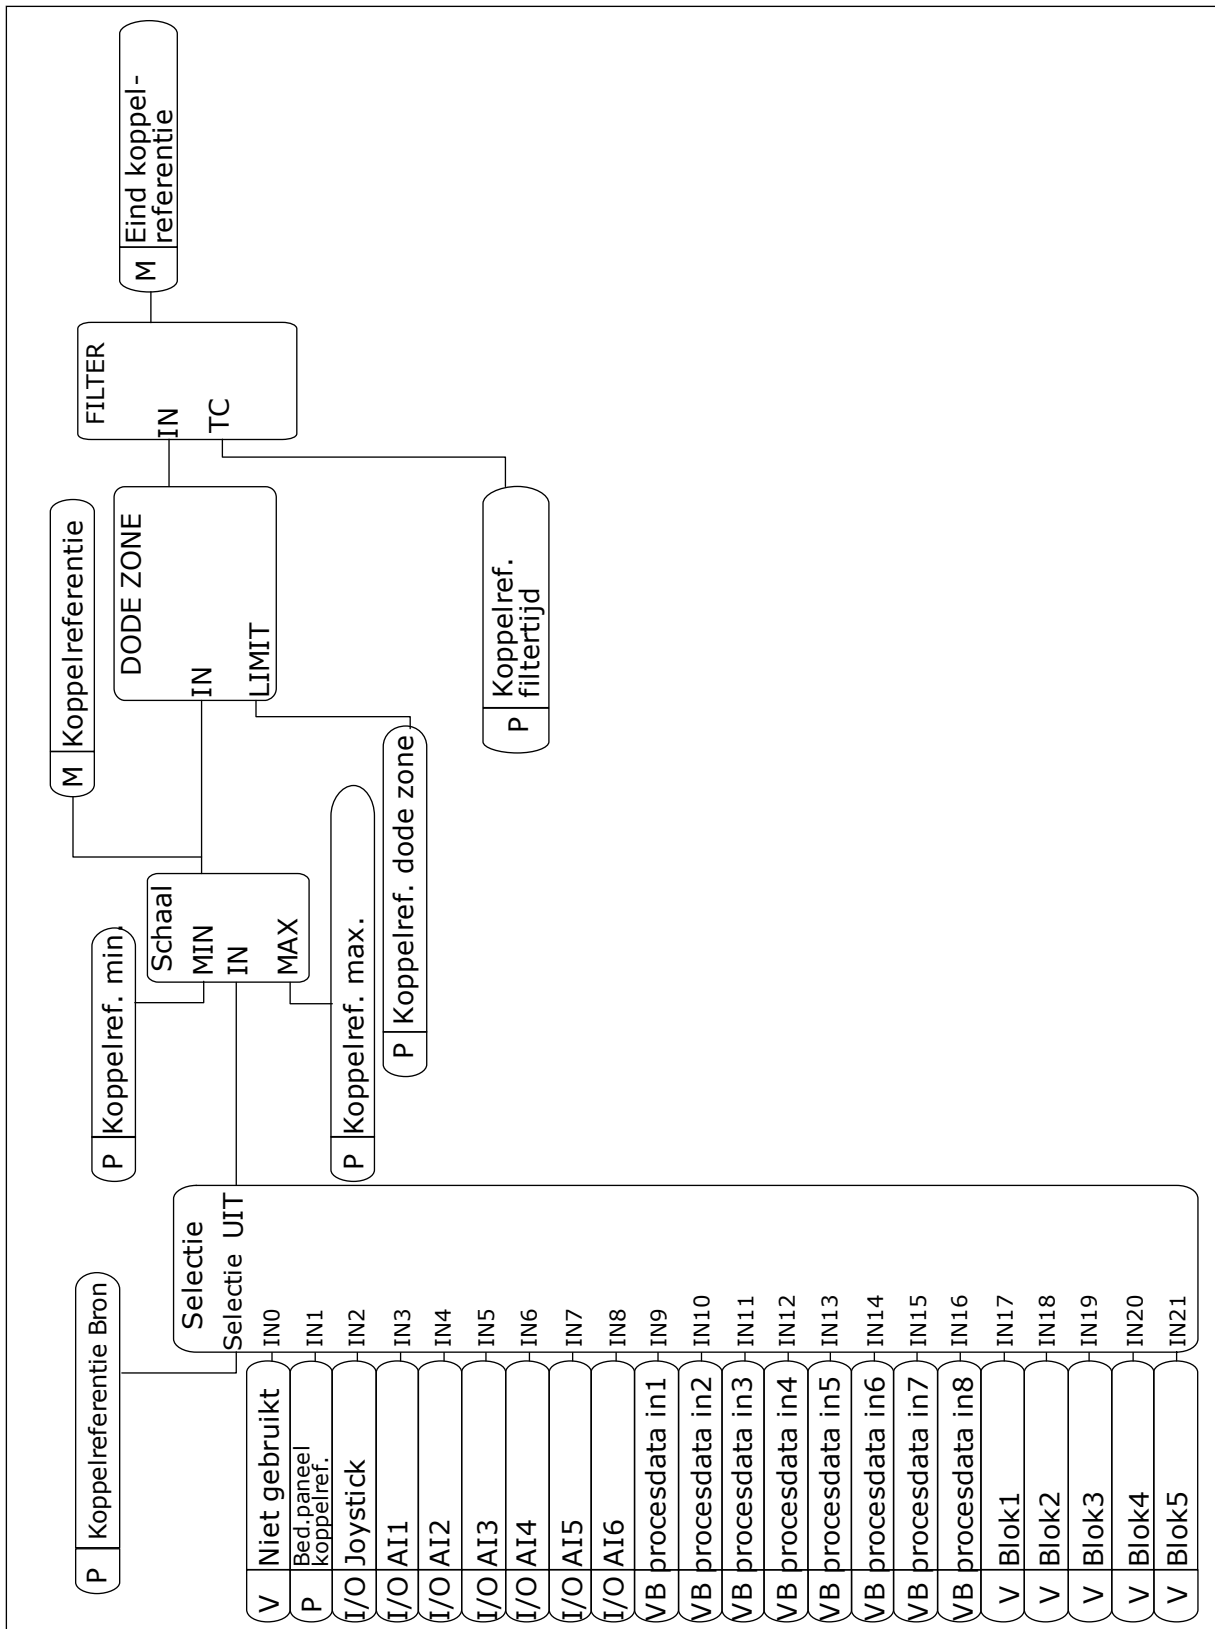 P Koppelreferentie Bron
Selectie
Selectie UIT
V Niet gebruikt IN0
P Bed.paneel
koppelref. IN1
I/O Joystick IN2
I/O AI1 IN3
I/O AI2 IN4
I/O AI3 IN5
I/O AI4 IN6
I/O AI5 IN7
I/O AI6 IN8
VB procesdata in1 IN9
VB procesdata in2 IN10
VB procesdata in3 IN11
VB procesdata in4 IN12
VB procesdata in5 IN13
VB procesdata in6 IN14
VB procesdata in7 IN15
VB procesdata in8 IN16
V Blok1 IN17
V Blok2 IN18
V Blok3 IN19
V Blok4 IN20
V Blok5 IN21
P Koppelref. min.
Schaal
MIN
IN
MAX
P Koppelref. max.
P Koppelref. dode zone
M Koppelreferentie
DODE ZONE
IN
LIMIT
P Koppelref.
filtertijd
FILTER
IN
TC
M Eind koppel-
referentie